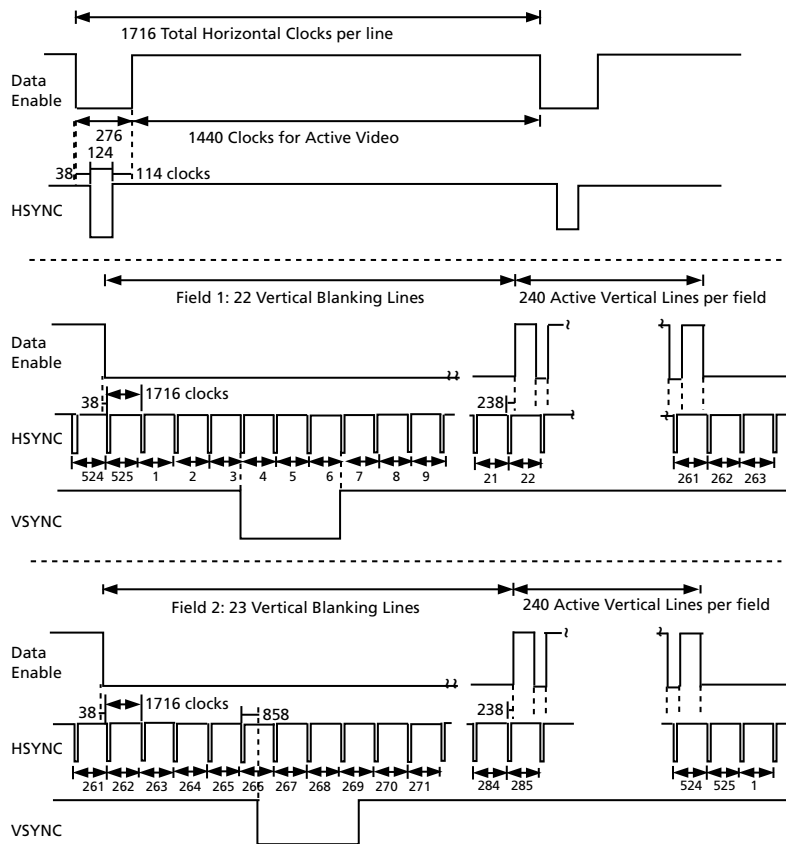 1716 Total Horizontal Clocks per line
Data
Enable
276
1440 Clocks for Active Video
124
38
114 clocks
HSYNC
Field 1: 22 Vertical Blanking Lines
240 Active Vertical Lines per field
Data
Enable
1716 clocks
38
238
HSYNC
524 525 1 2 3 4 5 6 7 8 9 21 22 261 262 263
VSYNC
Field 2: 23 Vertical Blanking Lines
240 Active Vertical Lines per field
Data
Enable
1716 clocks
38
858
238
HSYNC
261 262 263 264 265 266 267 268 269 270 271 284 285 524 525 1
VSYNC